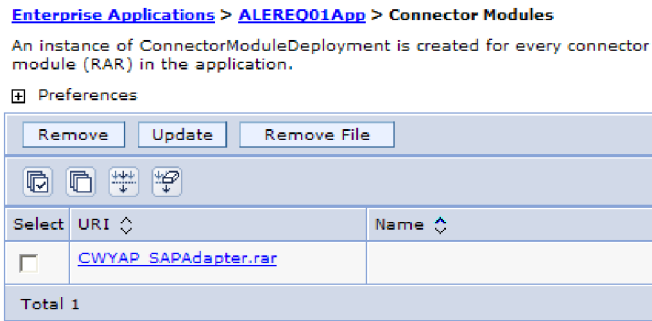 Enterprise Applications > ALEREQ01App > Connector Modules
An instance of ConnectorModuleDeployment is created for every connector
module (RAR) in the application.
Preferences
Remove Update Remove File
Select URI Name
CWYAP_SAPAdapter.rar
Total 1